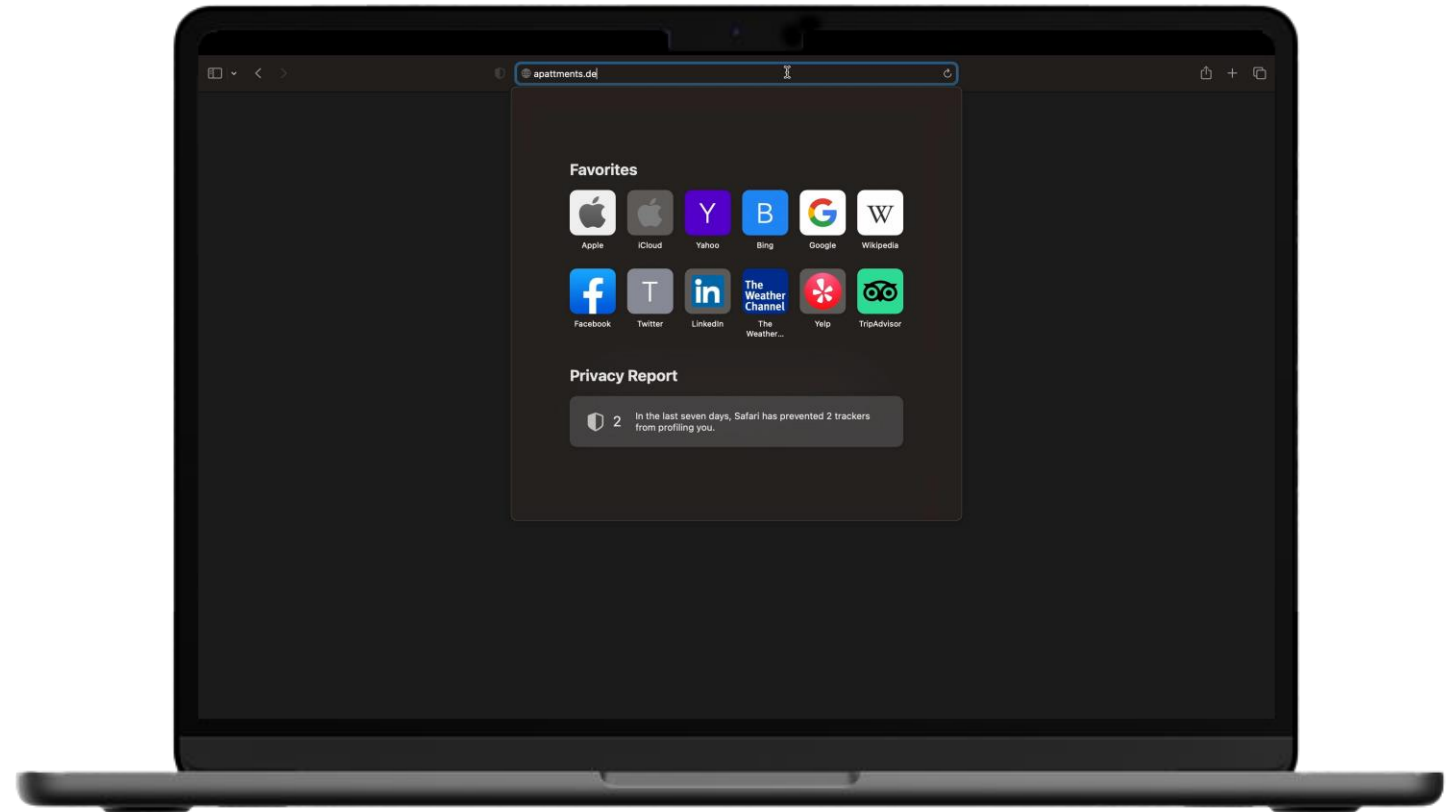 apattments.de
Favorites
Y
B
G
W
Apple
iCloud
Yahoo
Bing
Google
Wikipedia
f
T
in
The
Weather
Channel
Facebook
Twitter
LinkedIn
The
Weather...
Yelp
TripAdvisor
Privacy Report
2
In the last seven days, Safari has prevented 2 trackers
from profiling you.